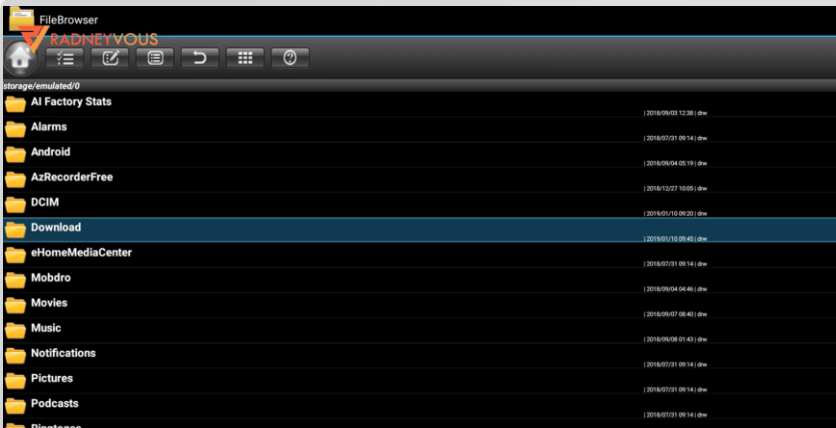 FileBrowser
RADNEYVOUS
storage/emulated/0
AI Factory Stats
| 2018/09/03 12:38 | drw
Alarms
| 2018/07/31 09:14 | drw
Android
| 2018/09/04 05:19 | drw
AzRecorderFree
| 2018/12/27 10:05 | drw
DCIM
| 2019/01/10 09:20 | drw
Download
| 2019/01/10 09:45 | drw
eHomeMediaCenter
| 2018/07/31 09:14 | drw
Mobdro
| 2018/09/04 04:46 | drw
Movies
| 2018/09/07 08:40 | drw
Music
| 2018/09/08 01:43 | drw
Notifications
| 2018/07/31 09:14 | drw
Pictures
| 2018/07/31 09:14 | drw
Podcasts
| 2018/07/31 09:14 | drw
Ringtones